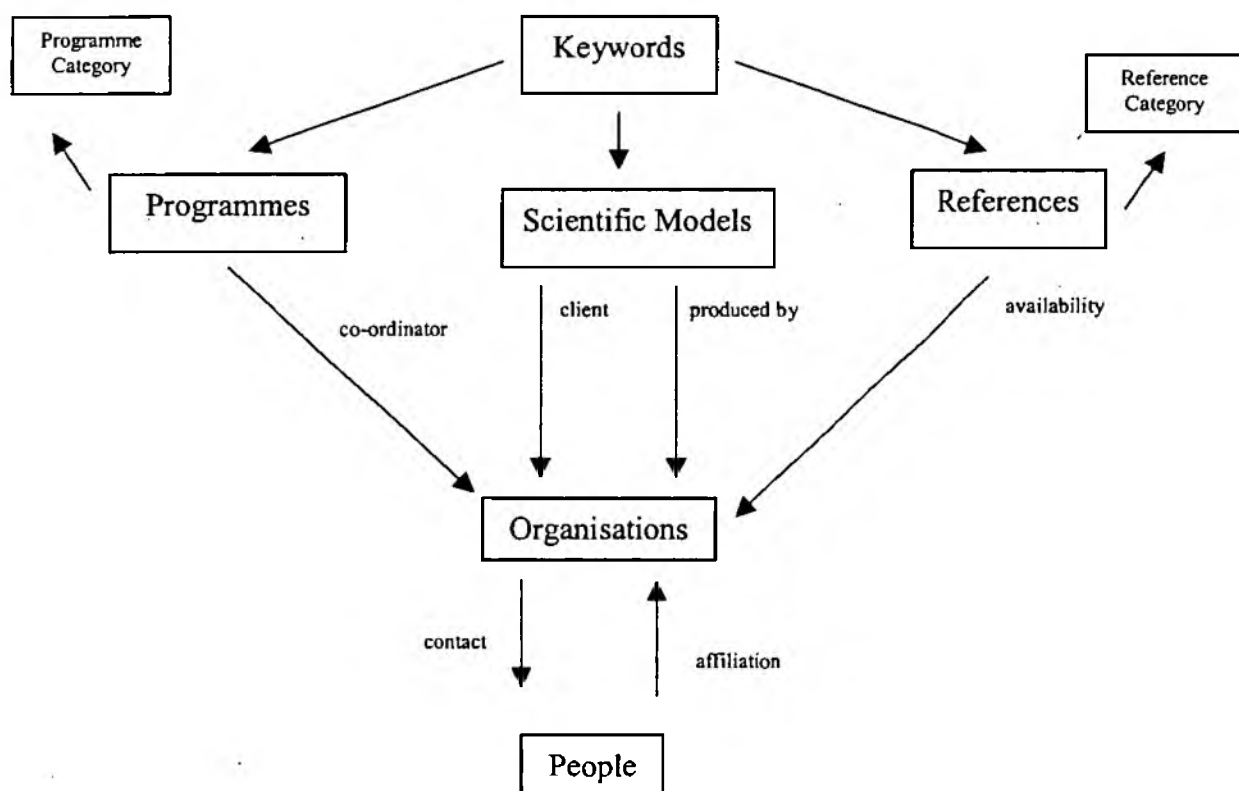 Programme
Category
Keywords
Reference
Category
Programmes
Scientific Models
References
co-ordinator
client
produced by
availability
Organisations
contact
affiliation
People